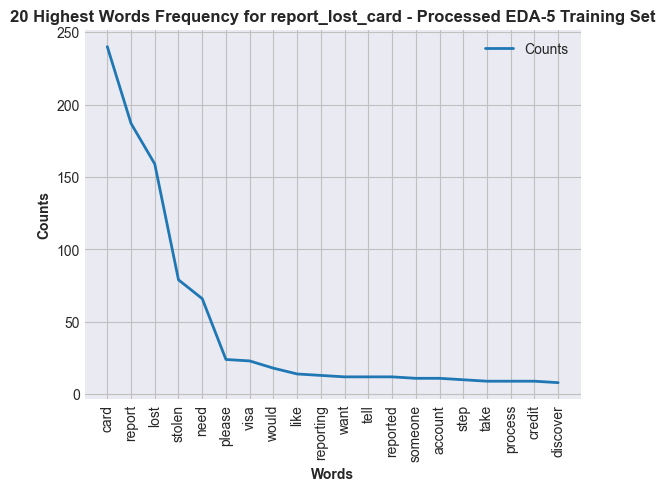 20 Highest Words Frequency for report_lost_card - Processed EDA-5 Training Set
Counts
250
200
150
100
50
0
Counts
card
report
lost
stolen
need
please
visa
would
like
reporting
want
tell
reported
someone
account
step
take
process
credit
discover
Words